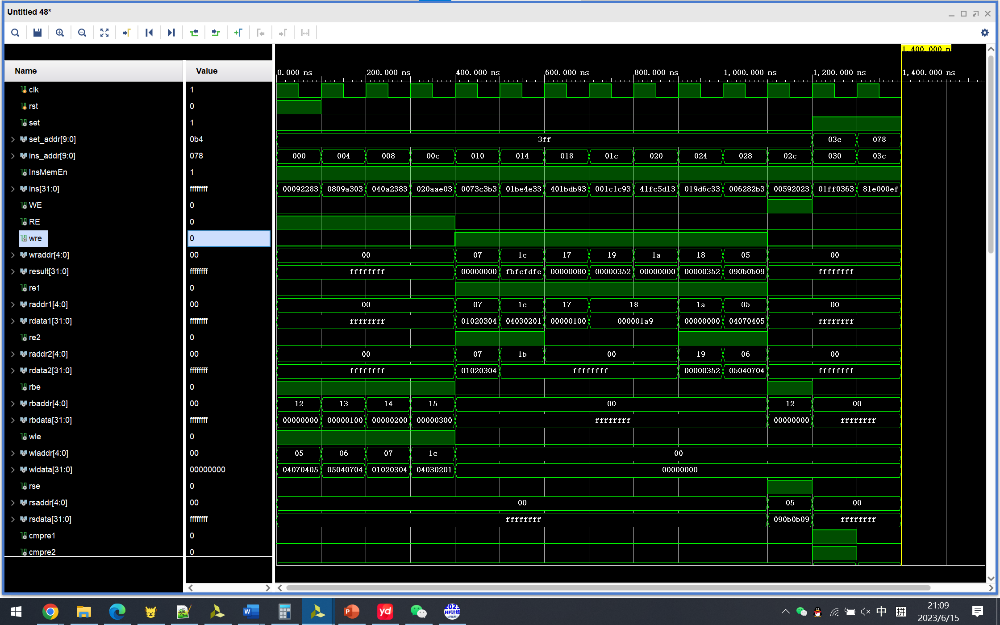 Untitled 48*
1,400.000 n
Name Value 0.000 ns 200.000 ns 400.000 ns 600.000 ns 800.000 ns 1,000.000 ns 1,200.000 ns 1,400.000 ns
clk 1
rst 0
set 1
set_addr[9:0] 0b4 3ff 03c 078
ins_addr[9:0] 078 000 004 008 00c 010 014 018 01c 020 024 028 02c 030 03c
InsMemEn 1
ins[31:0] ffffffff 00092283 0809a303 040a2383 020aae03 0073c3b3 01be4e33 401bdb93 001c1c93 41fc5d13 019d6c33 006282b3 00592023 01ff0363 81e000ef
WE 0
RE 0
wre 0
wraddr[4:0] 00 00 07 1c 17 19 1a 18 05 00
result[31:0] ffffffff ffffffff 00000000 fbfcfdfe 00000080 00000352 00000000 00000352 090b0b09 ffffffff
re1 0
raddr1[4:0] 00 00 07 1c 17 18 1a 05 00
rdata1[31:0] ffffffff ffffffff 01020304 04030201 00000100 000001a9 00000000 04070405 ffffffff
re2 0
raddr2[4:0] 00 00 07 1b 00 19 06 00
rdata2[31:0] ffffffff ffffffff 01020304 ffffffff 00000352 05040704 ffffffff
rbe 0
rbaddr[4:0] 00 12 13 14 15 00 12 00
rbdata[31:0] ffffffff 00000000 00000100 00000200 00000300 ffffffff 00000000 ffffffff
wle 0
wladdr[4:0] 00 05 06 07 1c 00
wldata[31:0] 00000000 04070405 05040704 01020304 04030201 00000000
rse 0
rsaddr[4:0] 00 00 05 00
rsdata[31:0] ffffffff ffffffff 090b0b09 ffffffff
cmpre1 0
cmpre2 0
W P yd HF计组 中 拼 21:09
2023/6/15